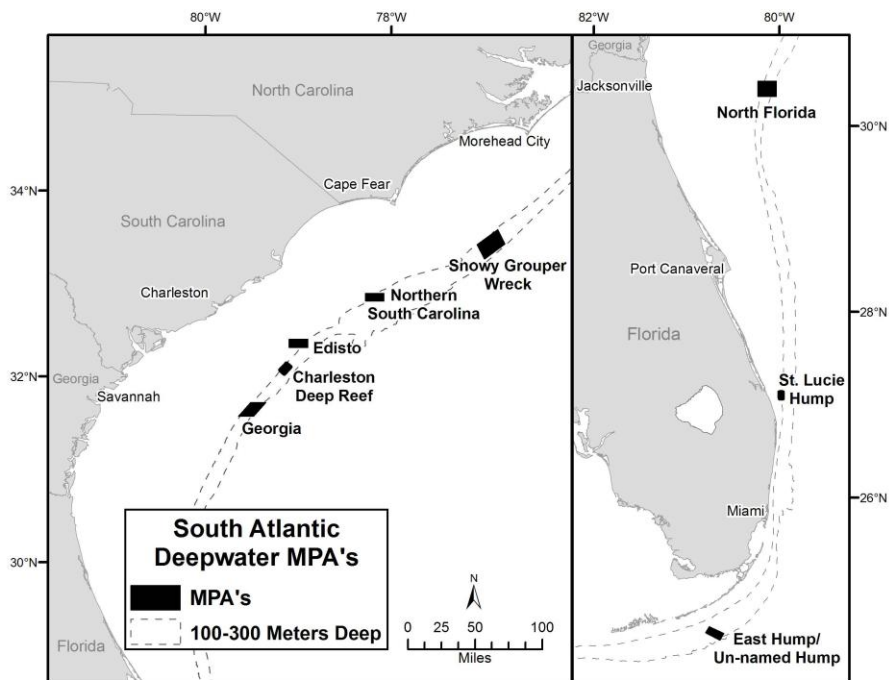 80°W
78°W
82°W
80°W
Georgia
Jacksonville
North Florida
30°N
North Carolina
Morehead City
Cape Fear
34°N
South Carolina
Snowy Grouper
Wreck
Port Canaveral
Charleston
Northern
South Carolina
28°N
Florida
Edisto
32°N
Georgia
Savannah
Charleston
Deep Reef
St. Lucie
Hump
Georgia
26°N
Miami
South Atlantic
Deepwater MPA's
30°N
MPA's
100-300 Meters Deep
N
0 25 50 75 100
Miles
Florida
East Hump/
Un-named Hump